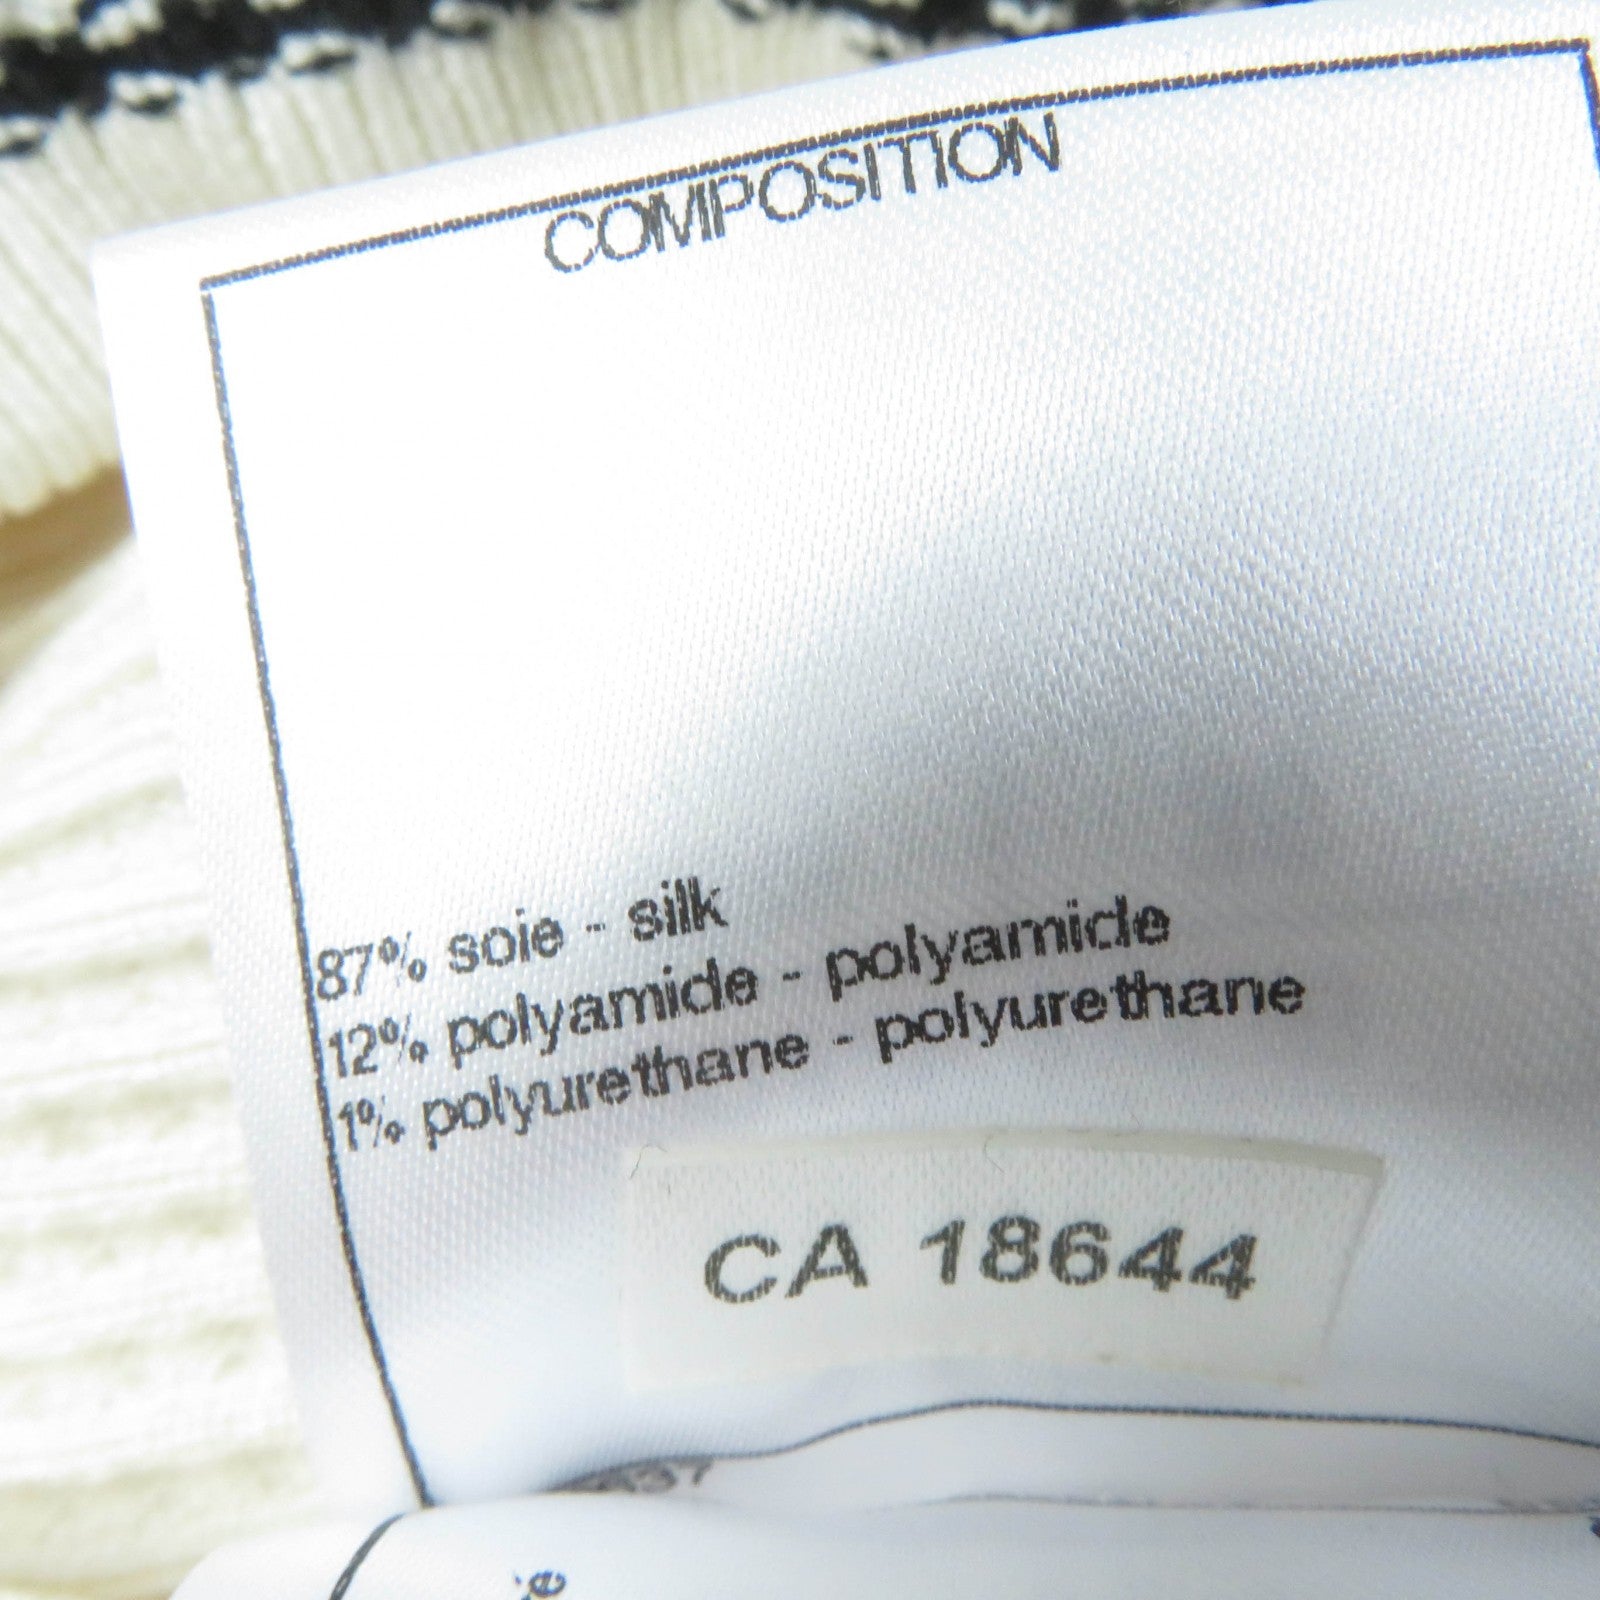 COMPOSITION
87% soie - silk
12% polyamide - polyamide
1% polyurethane - polyurethane
CA 18644